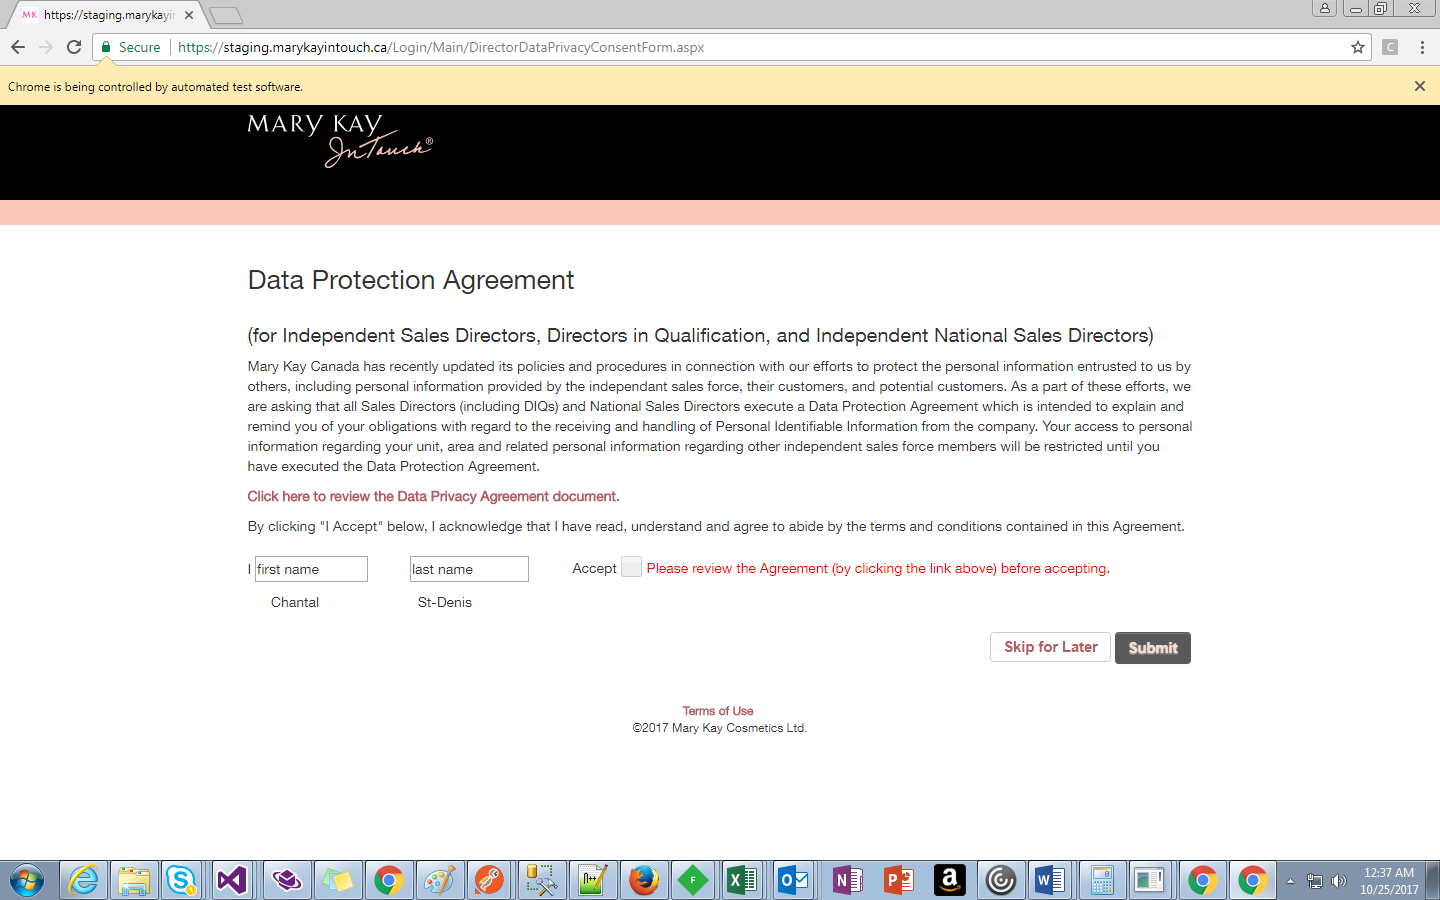 MK https://staging.marykayin
Secure https://staging.marykayintouch.ca/Login/Main/DirectorDataPrivacyConsentForm.aspx
C
Chrome is being controlled by automated test software.
MARY KAY
InTouch®
Data Protection Agreement
(for Independent Sales Directors, Directors in Qualification, and Independent National Sales Directors)
Mary Kay Canada has recently updated its policies and procedures in connection with our efforts to protect the personal information entrusted to us by
others, including personal information provided by the independant sales force, their customers, and potential customers. As a part of these efforts, we
are asking that all Sales Directors (including DIQs) and National Sales Directors execute a Data Protection Agreement which is intended to explain and
remind you of your obligations with regard to the receiving and handling of Personal Identifiable Information from the company. Your access to personal
information regarding your unit, area and related personal information regarding other independent sales force members will be restricted until you
have executed the Data Protection Agreement.
Click here to review the Data Privacy Agreement document.
By clicking "I Accept" below, I acknowledge that I have read, understand and agree to abide by the terms and conditions contained in this Agreement.
I first name last name Accept Please review the Agreement (by clicking the link above) before accepting.
Chantal St-Denis
Skip for Later Submit
Terms of Use
©2017 Mary Kay Cosmetics Ltd.
12:37 AM
10/25/2017